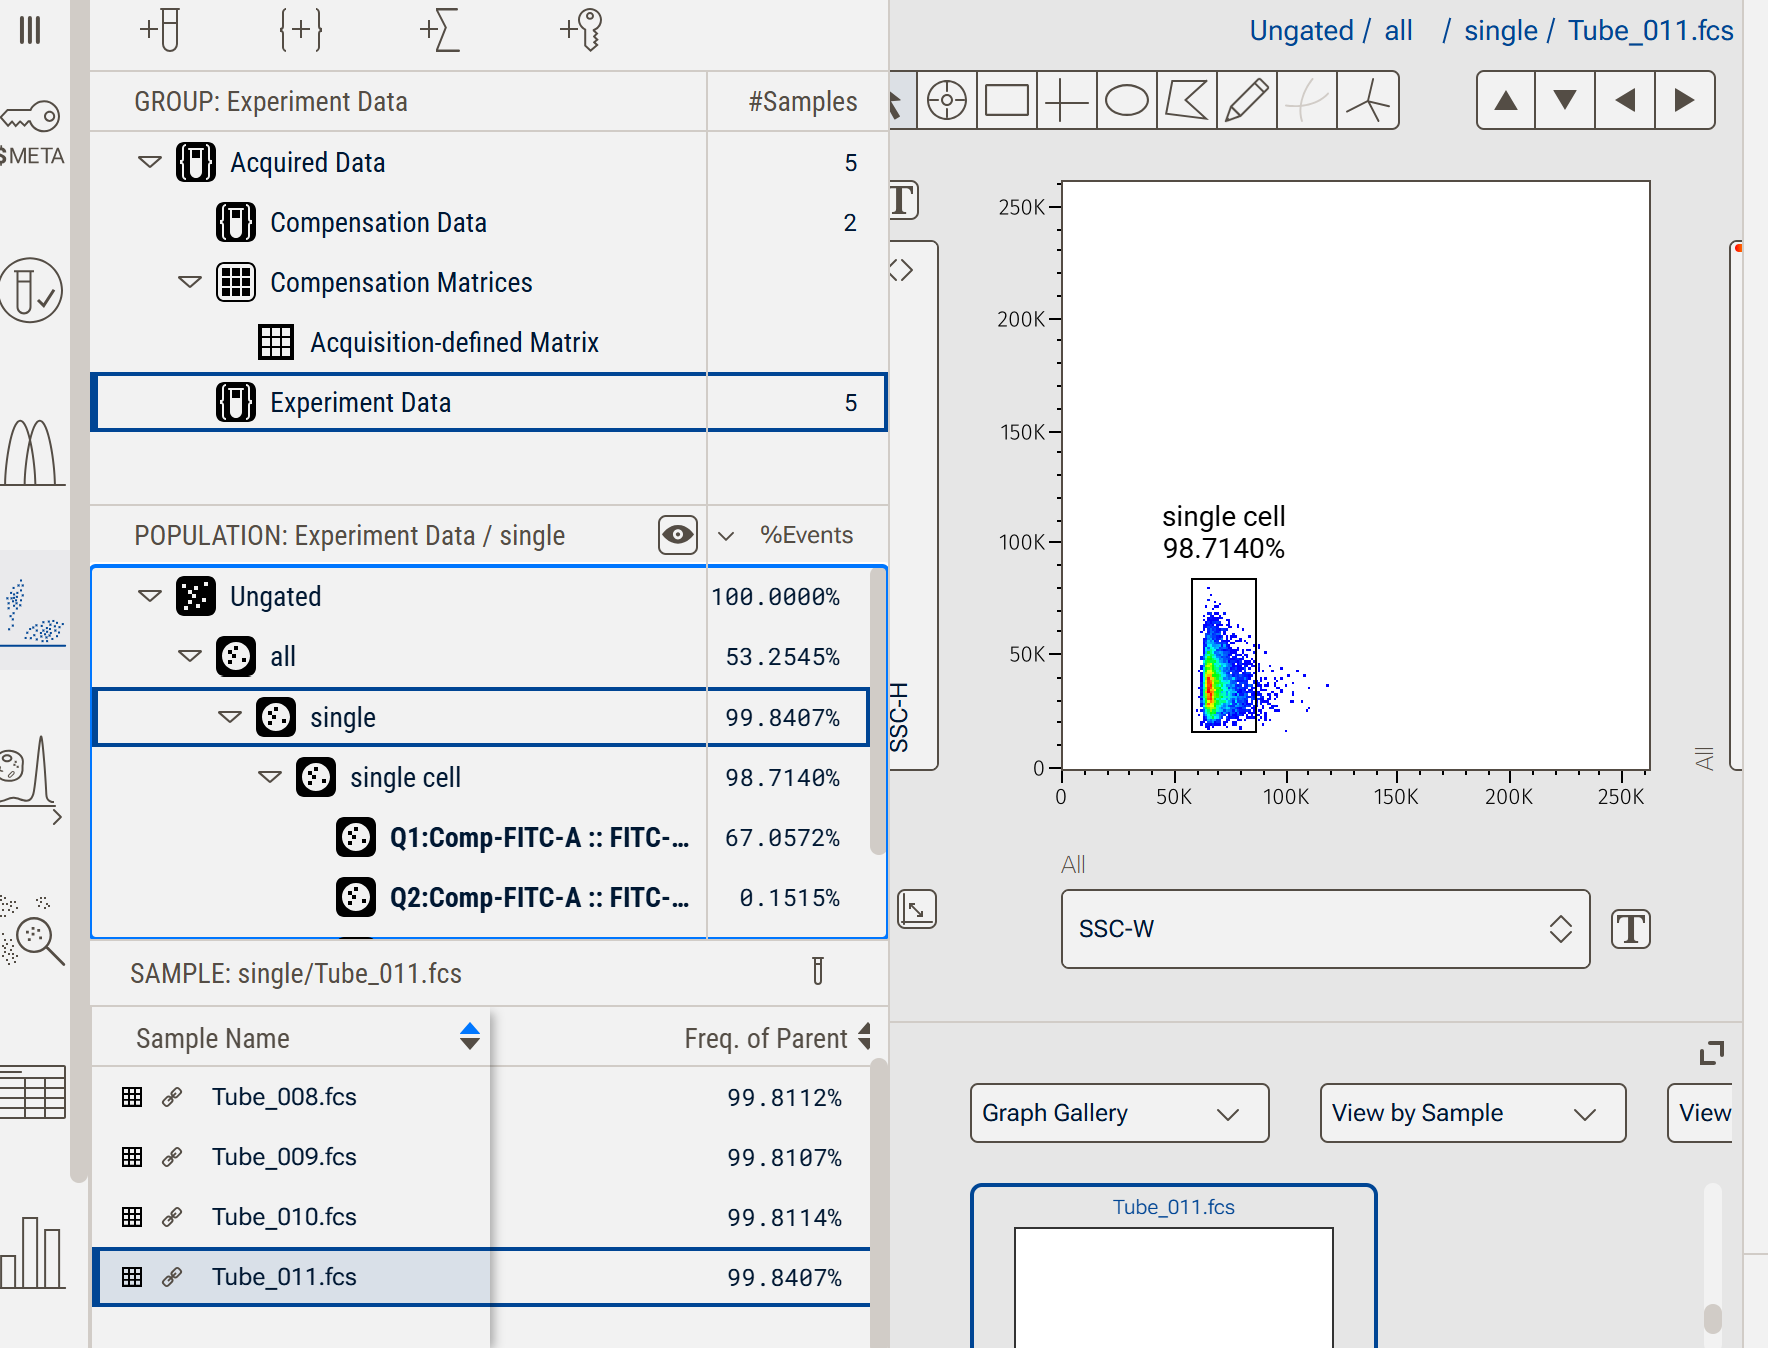 Ungated / all / single / Tube_011.fcs
$META
GROUP: Experiment Data #Samples
Acquired Data 5
Compensation Data 2
Compensation Matrices
Acquisition-defined Matrix
Experiment Data 5
POPULATION: Experiment Data / single %Events
Ungated 100.0000%
all 53.2545%
single 99.8407%
single cell 98.7140%
Q1:Comp-FITC-A :: FITC-... 67.0572%
Q2:Comp-FITC-A :: FITC-... 0.1515%
SAMPLE: single/Tube_011.fcs
Sample Name Freq. of Parent
Tube_008.fcs 99.8112%
Tube_009.fcs 99.8107%
Tube_010.fcs 99.8114%
Tube_011.fcs 99.8407%
T
SSC-H
250K
200K
150K
100K
50K
0
single cell
98.7140%
0 50K 100K 150K 200K 250K
All
All
SSC-W
T
Graph Gallery
View by Sample
View
Tube_011.fcs